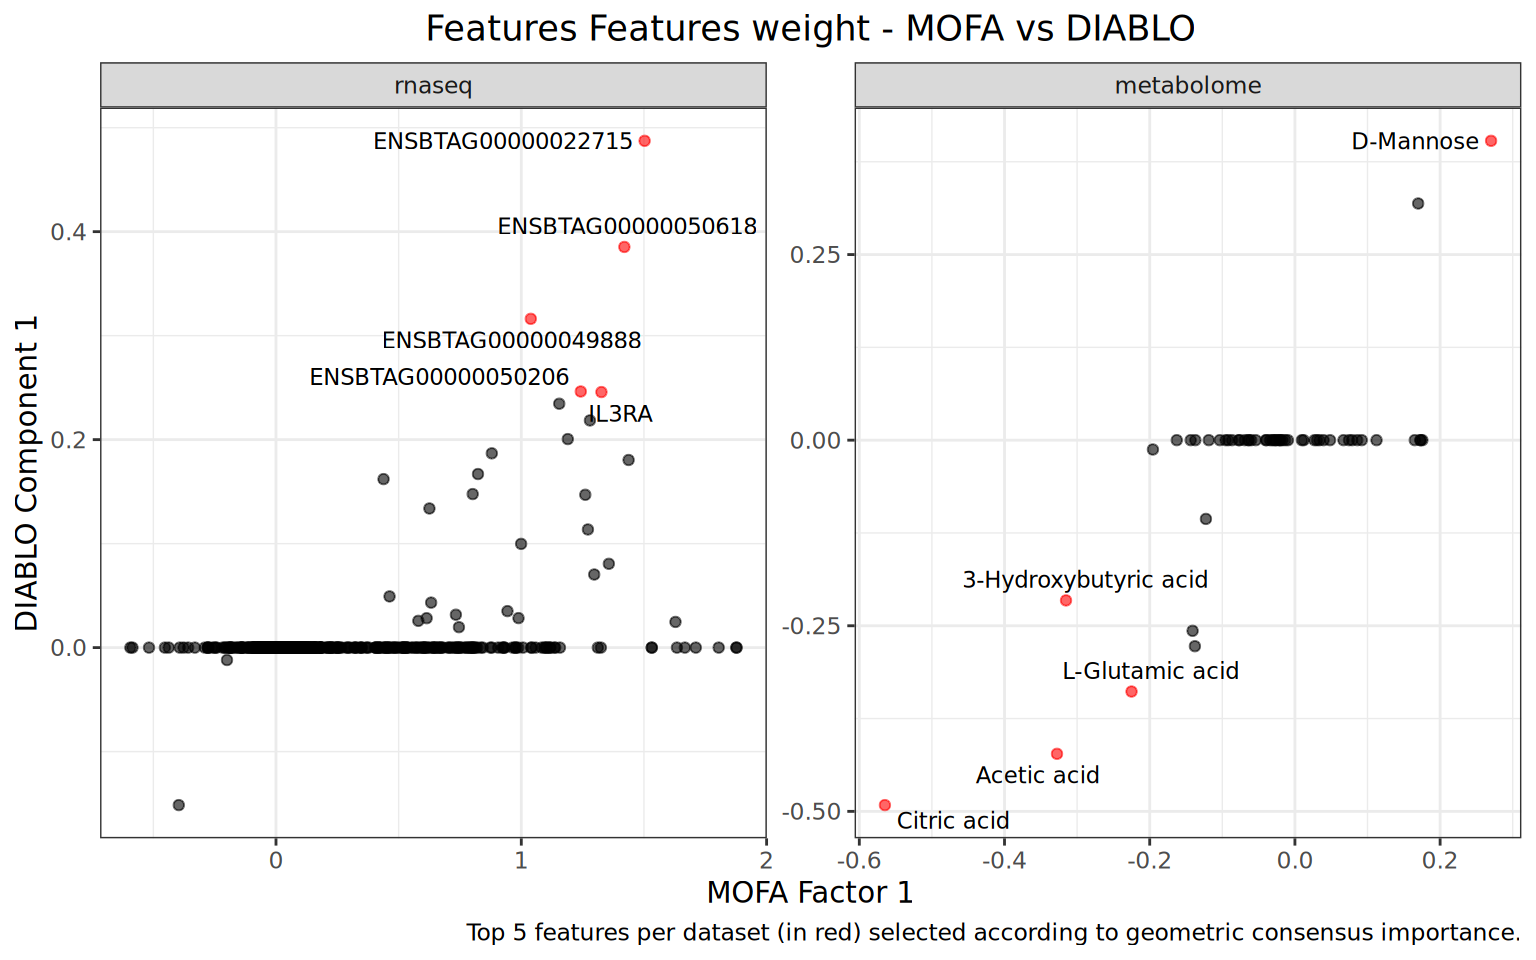 Features Features weight - MOFA vs DIABLO
rnaseq
metabolome
ENSBTAG00000022715
ENSBTAG00000050618
ENSBTAG00000049888
ENSBTAG00000050206
IL3RA
D-Mannose
3-Hydroxybutyric acid
L-Glutamic acid
Acetic acid
Citric acid
DIABLO Component 1
0.4
0.2
0.0
0.25
0.00
-0.25
-0.50
0
1
2
-0.6
-0.4
-0.2
0.0
0.2
MOFA Factor 1
Top 5 features per dataset (in red) selected according to geometric consensus importance.